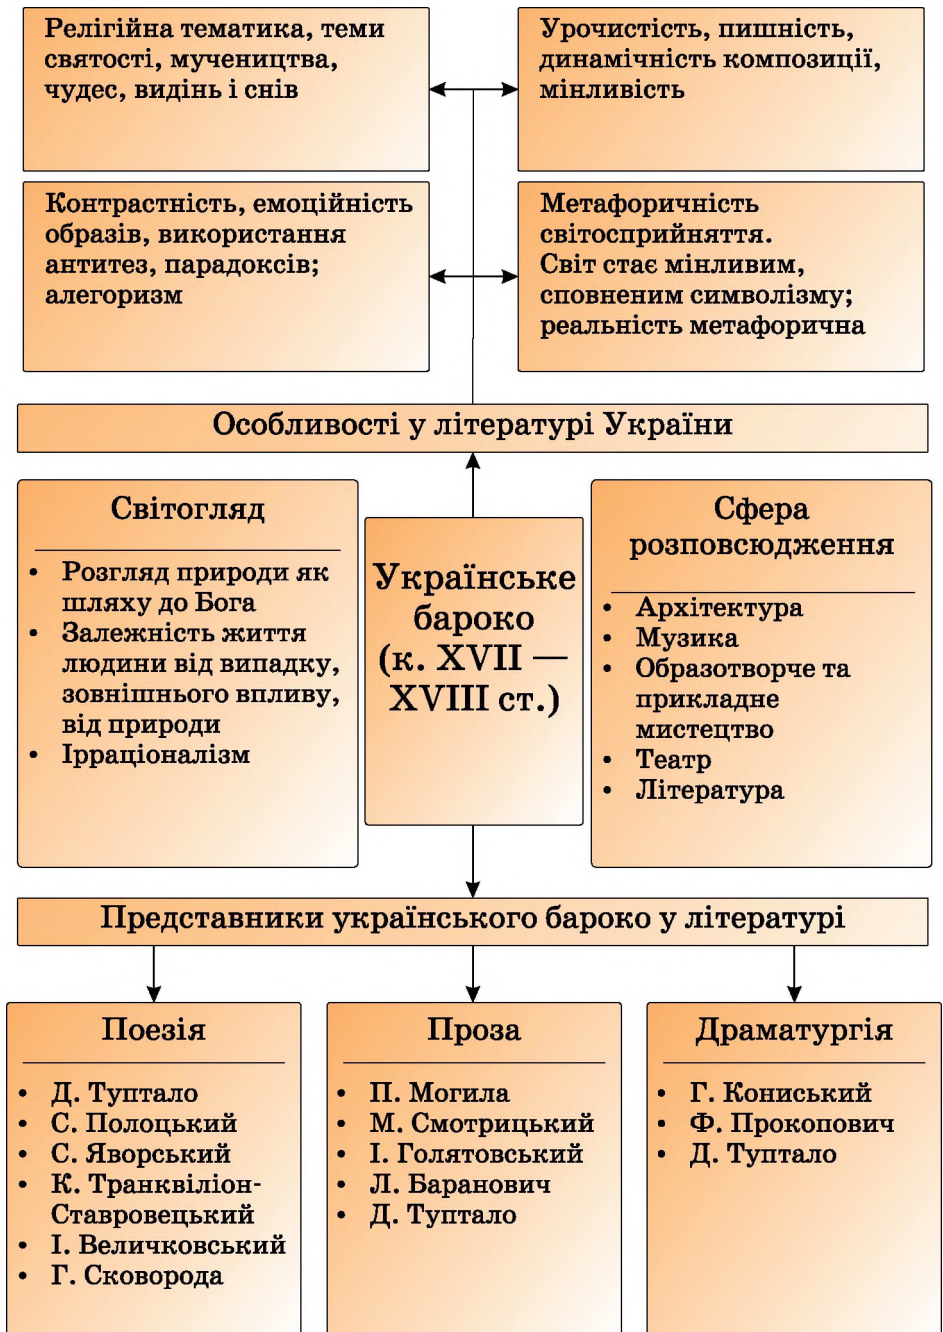 Релігійна тематика, теми
святості, мучеництва,
чудес, видінь і снів
Урочистість, пишність,
динамічність композиції,
мінливість
Контрастність, емоційність
образів, використання
антитез, парадоксів;
алегоризм
Метафоричність
світосприйняття.
Світ стає мінливим,
сповненим символізму;
реальність метафорична
Особливості у літературі України
Світогляд
• Розгляд природи як
шляху до Бога
• Залежність життя
людини від випадку,
зовнішнього впливу,
від природи
• Ірраціоналізм
Українське
бароко
(к. XVII —
XVIII ст.)
Сфера
розповсюдження
• Архітектура
• Музика
• Образотворче та
прикладне
мистецтво
• Театр
• Література
Представники українського бароко у літературі
Поезія
• Д. Туптало
• С. Полоцький
• С. Яворський
• К. Транквіліон-
Ставровецький
• І. Величковський
• Г. Сковорода
Проза
• П. Могила
• М. Смотрицький
• І. Голятовський
• Л. Баранович
• Д. Туптало
Драматургія
• Г. Кониський
• Ф. Прокопович
• Д. Туптало